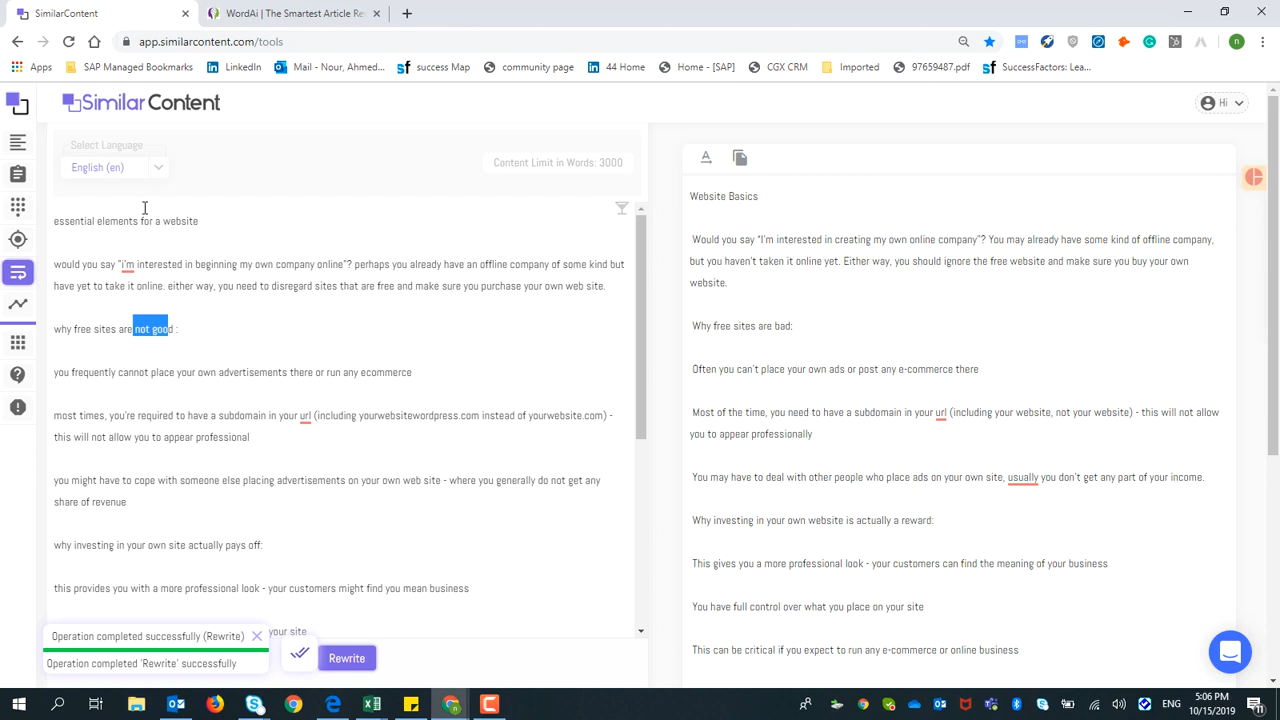 SimilarContent
WordAi | The Smartest Article Re
app.similarcontent.com/tools
n
Apps
SAP Managed Bookmarks
LinkedIn
Mail - Nour, Ahmed...
success Map
community page
44 Home
Home - [SAP]
CGX CRM
Imported
97659487.pdf
SuccessFactors: Lea...
Similar Content
Hi
Select Language
English (en)
Content Limit in Words: 3000
essential elements for a website
would you say "i'm interested in beginning my own company online"? perhaps you already have an offline company of some kind but
have yet to take it online. either way, you need to disregard sites that are free and make sure you purchase your own web site.
why free sites are not good :
you frequently cannot place your own advertisements there or run any ecommerce
most times, you're required to have a subdomain in your url (including yourwebsitewordpress.com instead of yourwebsite.com) -
this will not allow you to appear professional
you might have to cope with someone else placing advertisements on your own web site - where you generally do not get any
share of revenue
why investing in your own site actually pays off:
this provides you with a more professional look - your customers might find you mean business
your site
Operation completed successfully (Rewrite)
Operation completed 'Rewrite' successfully
Rewrite
Website Basics
Would you say "I'm interested in creating my own online company"? You may already have some kind of offline company,
but you haven't taken it online yet. Either way, you should ignore the free website and make sure you buy your own
website.
Why free sites are bad:
Often you can't place your own ads or post any e-commerce there
Most of the time, you need to have a subdomain in your url (including your website, not your website) - this will not allow
you to appear professionally
You may have to deal with other people who place ads on your own site, usually you don't get any part of your income.
Why investing in your own website is actually a reward:
This gives you a more professional look - your customers can find the meaning of your business
You have full control over what you place on your site
This can be critical if you expect to run any e-commerce or online business
ENG
5:06 PM
10/15/2019